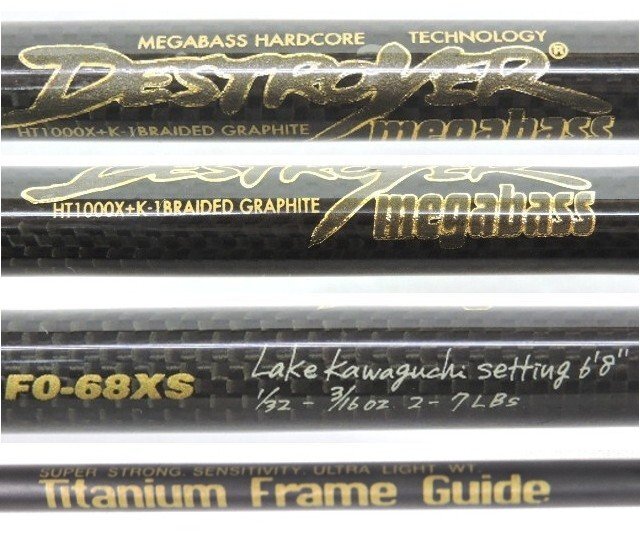 MEGABASS HARDCORE TECHNOLOGY
DESTROYER®
HT1000X+K-1BRAIDED GRAPHITE megabass
DESTROYER
HT1000X+K-1BRAIDED GRAPHITE megabass
F0-68XS Lake Kawaguchi setting 6'8"
1/32 - 3/16 oz 2-7LBS
SUPER STRONG. SENSITIVITY. ULTRA LIGHT WT.
Titanium Frame Guide